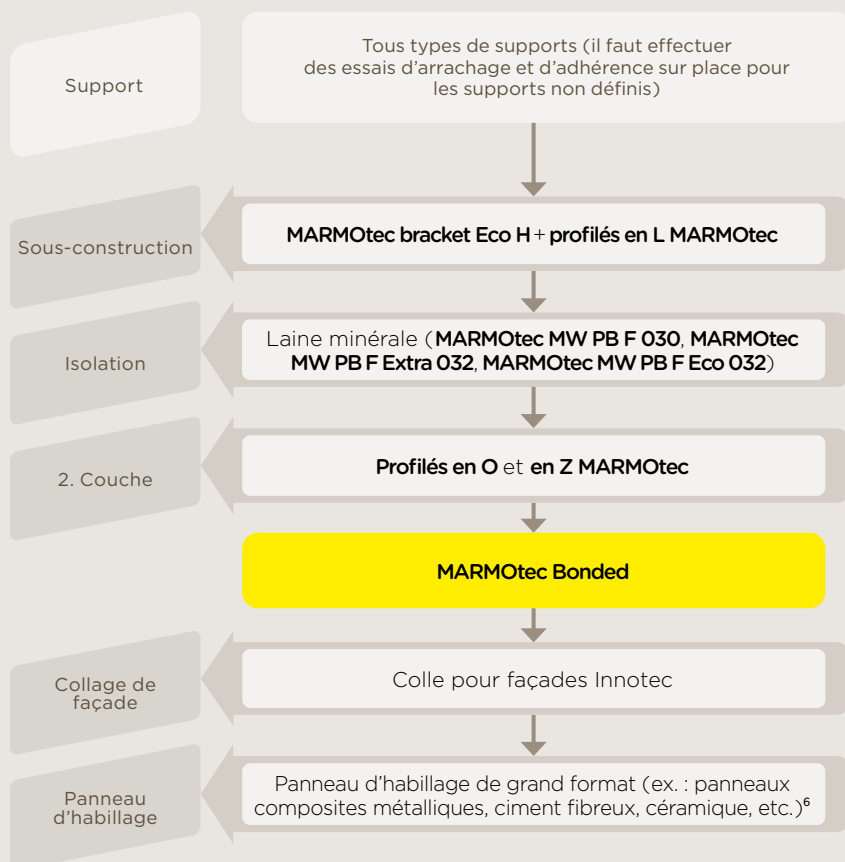 Support
Tous types de supports (il faut effectuer
des essais d'arrachage et d'adhérence sur place pour
les supports non définis)
Sous-construction
MARMOtec bracket Eco H + profilés en L MARMOtec
Isolation
Laine minérale (MARMOtec MW PB F 030, MARMOtec
MW PB F Extra 032, MARMOtec MW PB F Eco 032)
2. Couche
Profilés en O et en Z MARMOtec
MARMOtec Bonded
Collage de
façade
Colle pour façades Innotec
Panneau
d'habillage
Panneau d'habillage de grand format (ex. : panneaux
composites métalliques, ciment fibreux, céramique, etc.)⁶